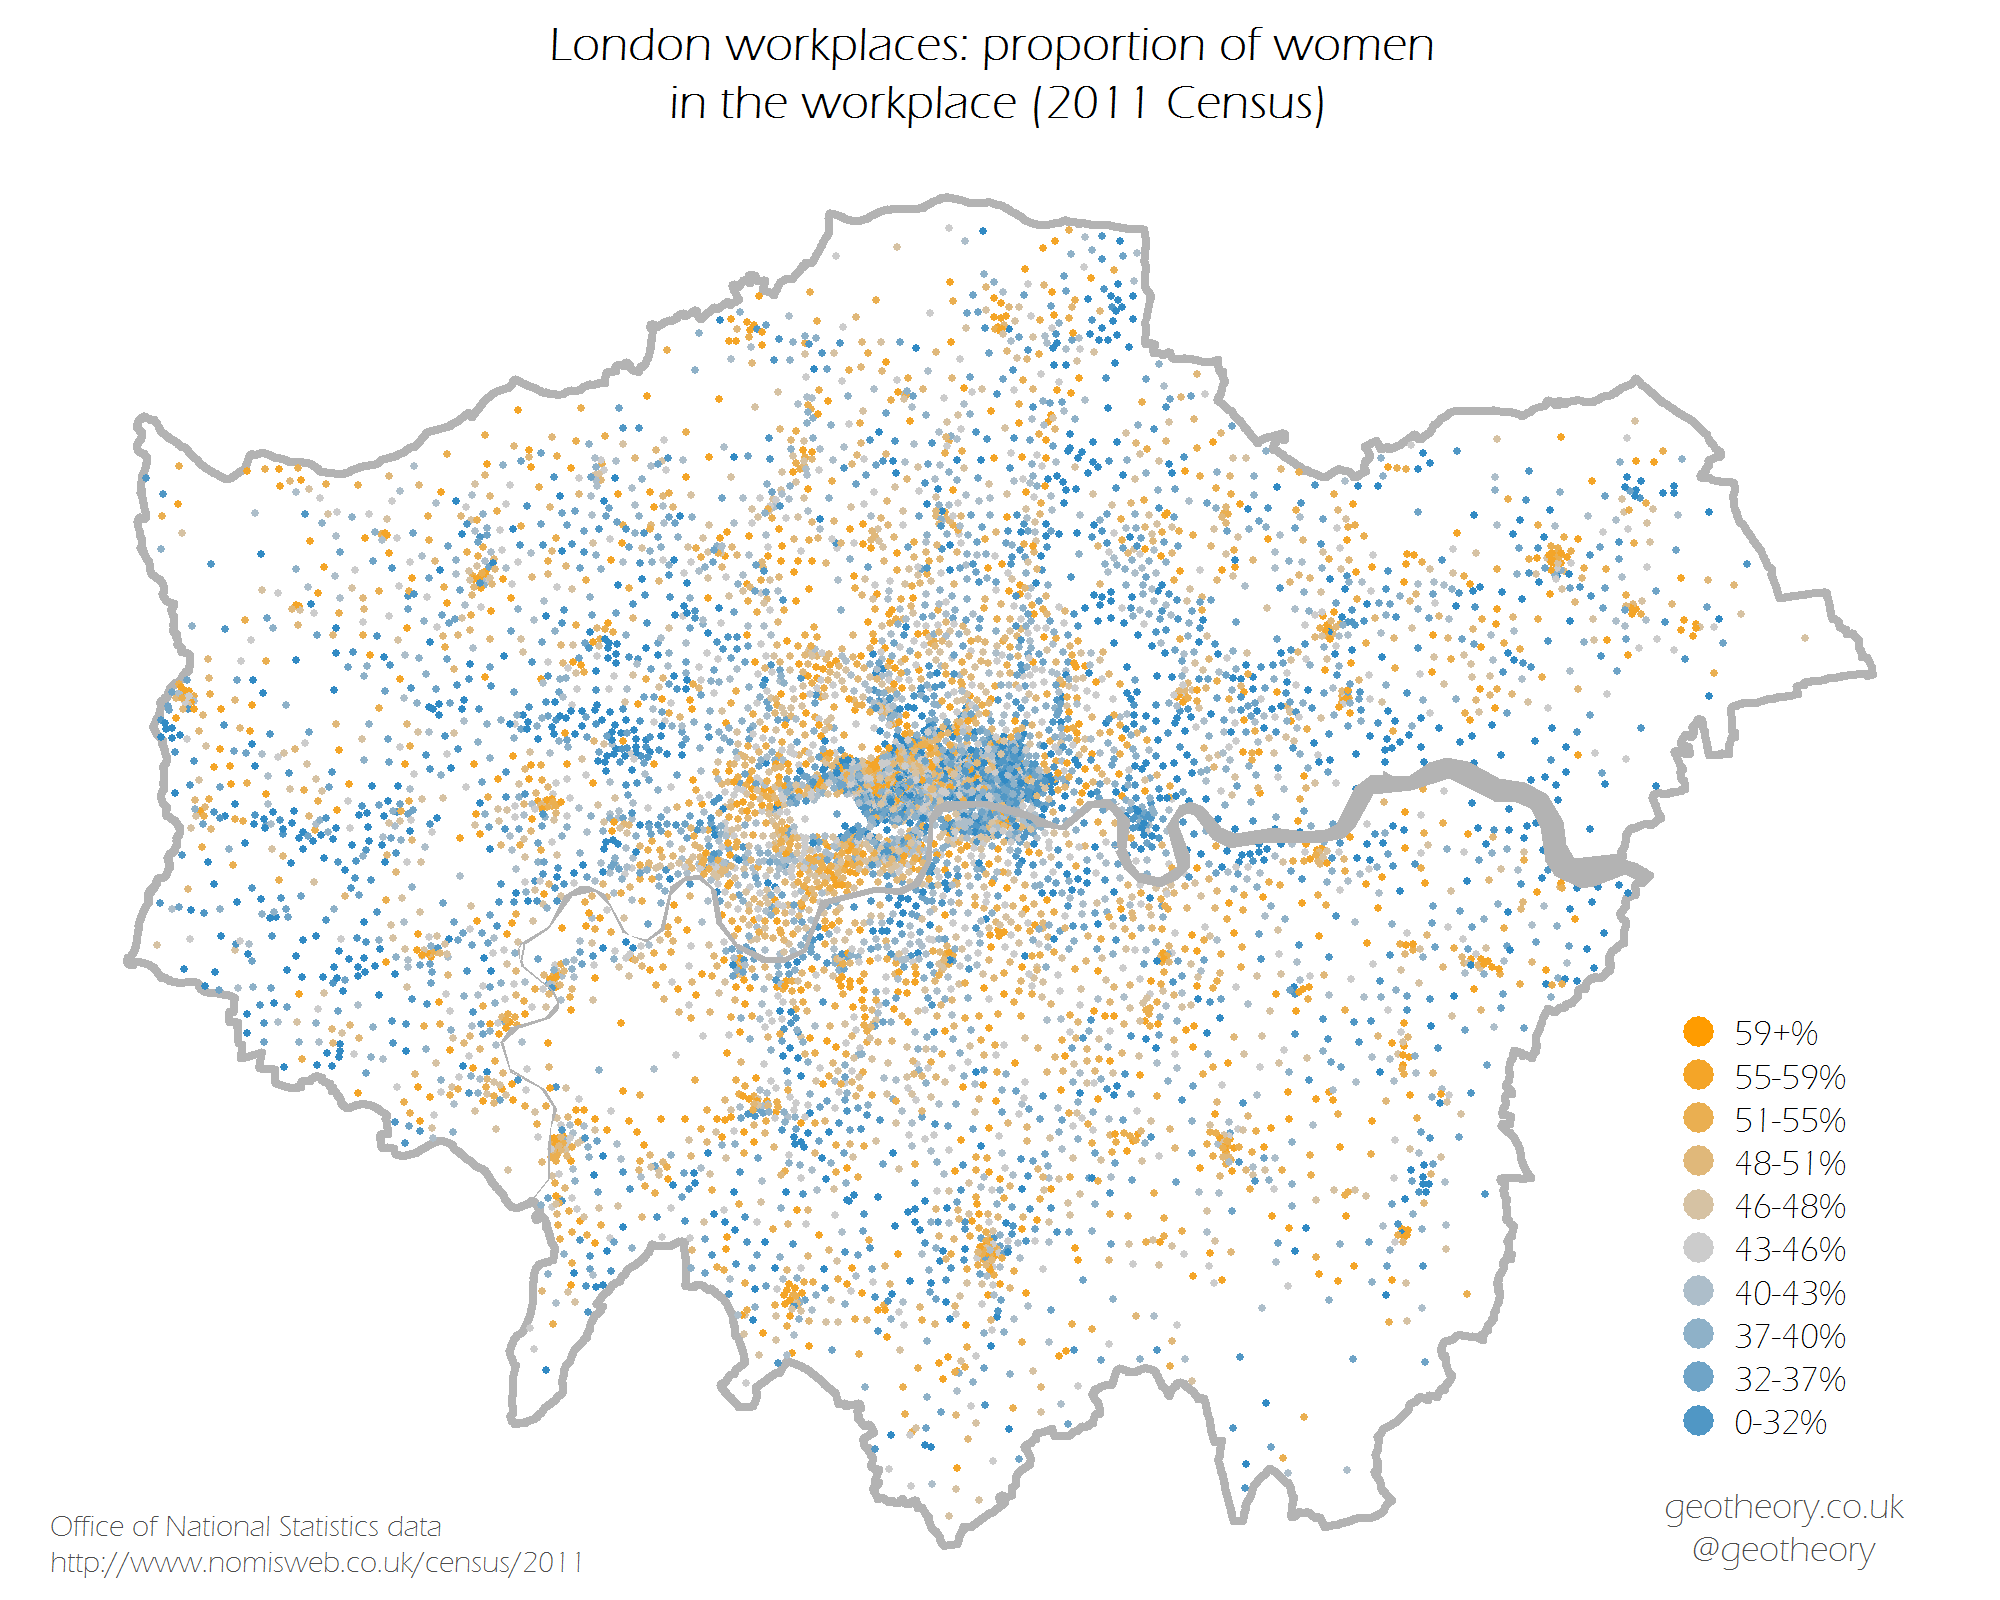 London workplaces: proportion of women
in the workplace (2011 Census)
59+%
55-59%
51-55%
48-51%
46-48%
43-46%
40-43%
37-40%
32-37%
0-32%
geotheory.co.uk
@geotheory
Office of National Statistics data
http://www.nomisweb.co.uk/census/2011